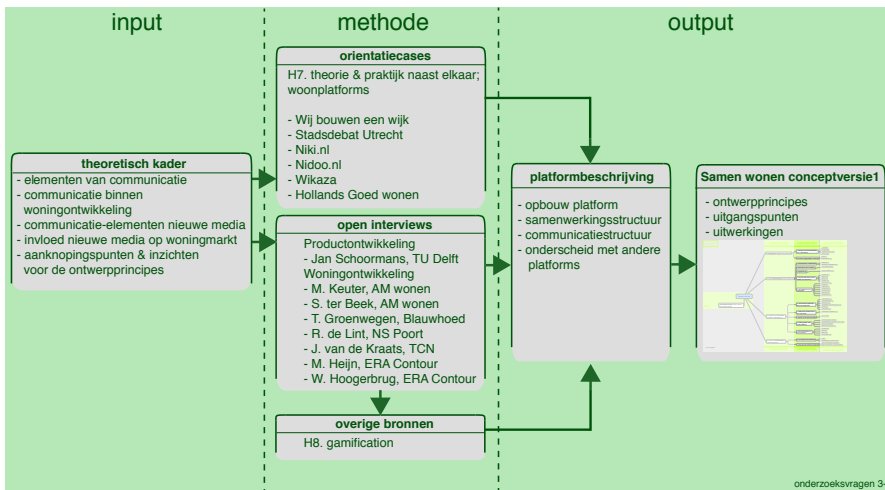 input
methode
output
theoretisch kader
- elementen van communicatie
- communicatie binnen
woningontwikkeling
- communicatie-elementen nieuwe media
- invloed nieuwe media op woningmarkt
- aanknopingspunten & inzichten
voor de ontwerpprincipes
orientatiecases
H7. theorie & praktijk naast elkaar;
woonplatforms
- Wij bouwen een wijk
- Stadsdebat Utrecht
- Niki.nl
- Nidoo.nl
- Wikaza
- Hollands Goed wonen
open interviews
Productontwikkeling
- Jan Schoormans, TU Delft
Woningontwikkeling
- M. Keuter, AM wonen
- S. ter Beek, AM wonen
- T. Groenwegen, Blauwhoed
- R. de Lint, NS Poort
- J. van de Kraats, TCN
- M. Heijn, ERA Contour
- W. Hoogerbrug, ERA Contour
overige bronnen
H8. gamification
platformbeschrijving
- opbouw platform
- samenwerkingsstructuur
- communicatiestructuur
- onderscheid met andere
platforms
Samen wonen conceptversie1
- ontwerpprincipes
- uitgangspunten
- uitwerkingen
onderzoeksvragen 3-